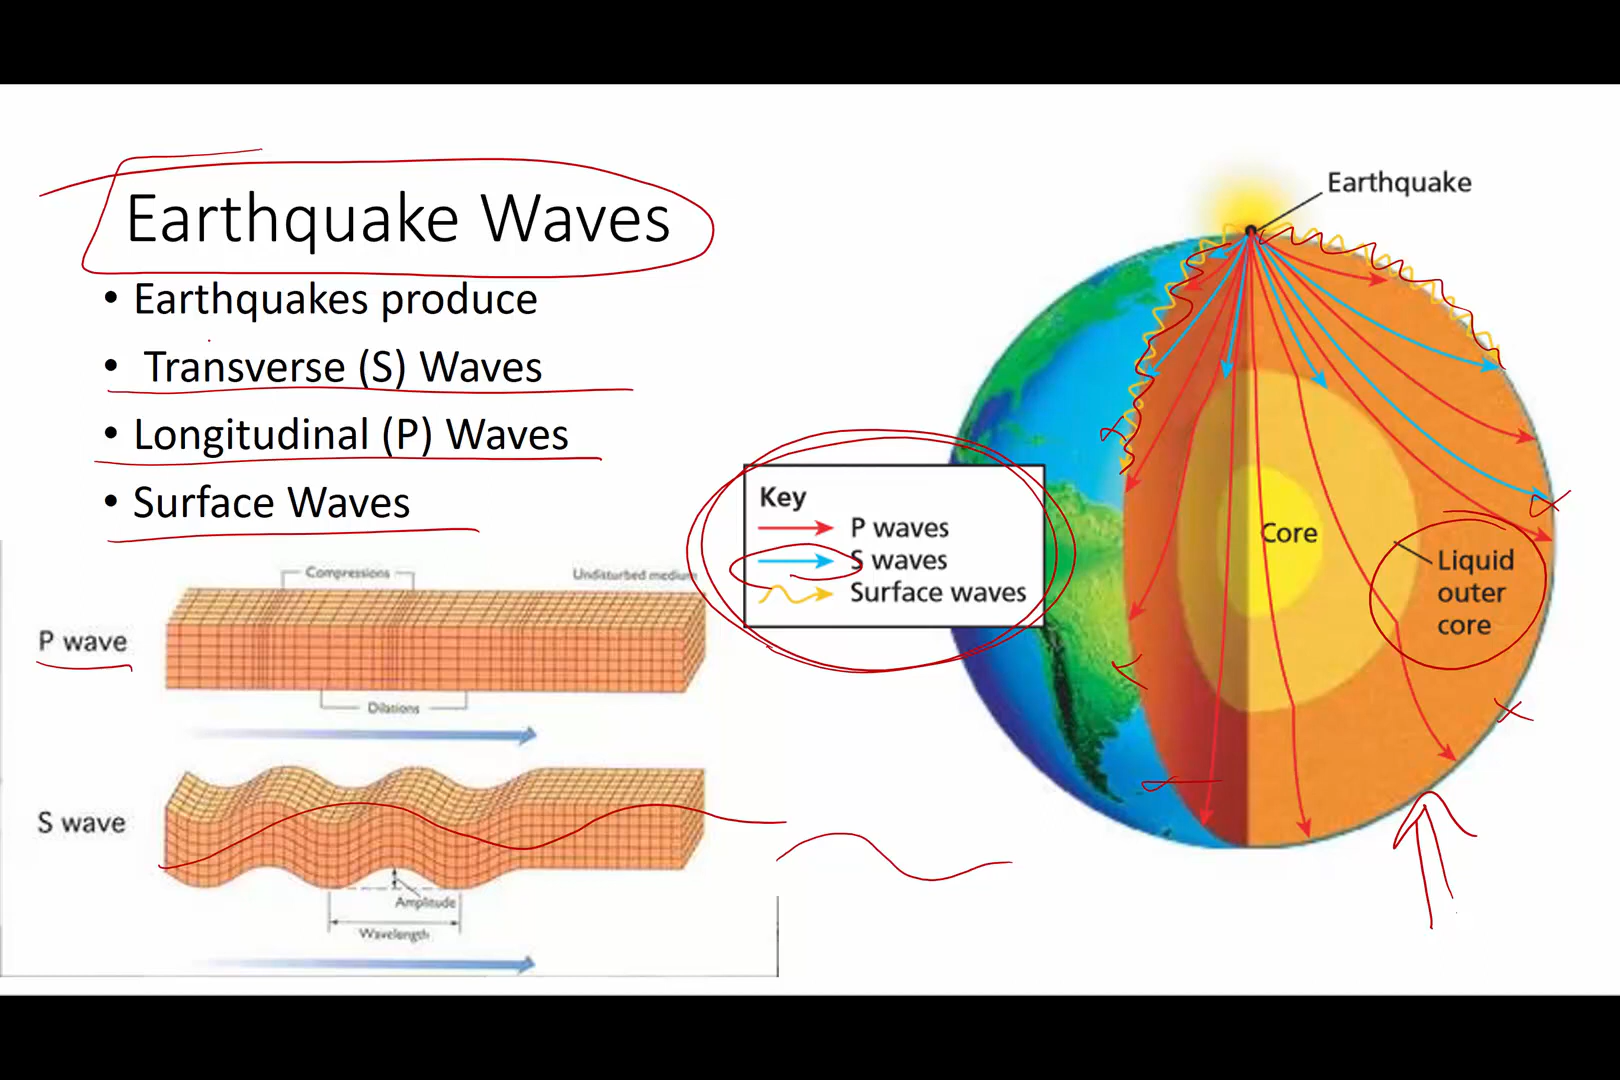 Earthquake Waves
• Earthquakes produce
• Transverse (S) Waves
• Longitudinal (P) Waves
• Surface Waves
Compressions
Undisturbed medium
P wave
Dilations
S wave
Amplitude
Wavelength
Key
P waves
S waves
Surface waves
Earthquake
Core
Liquid
outer
core